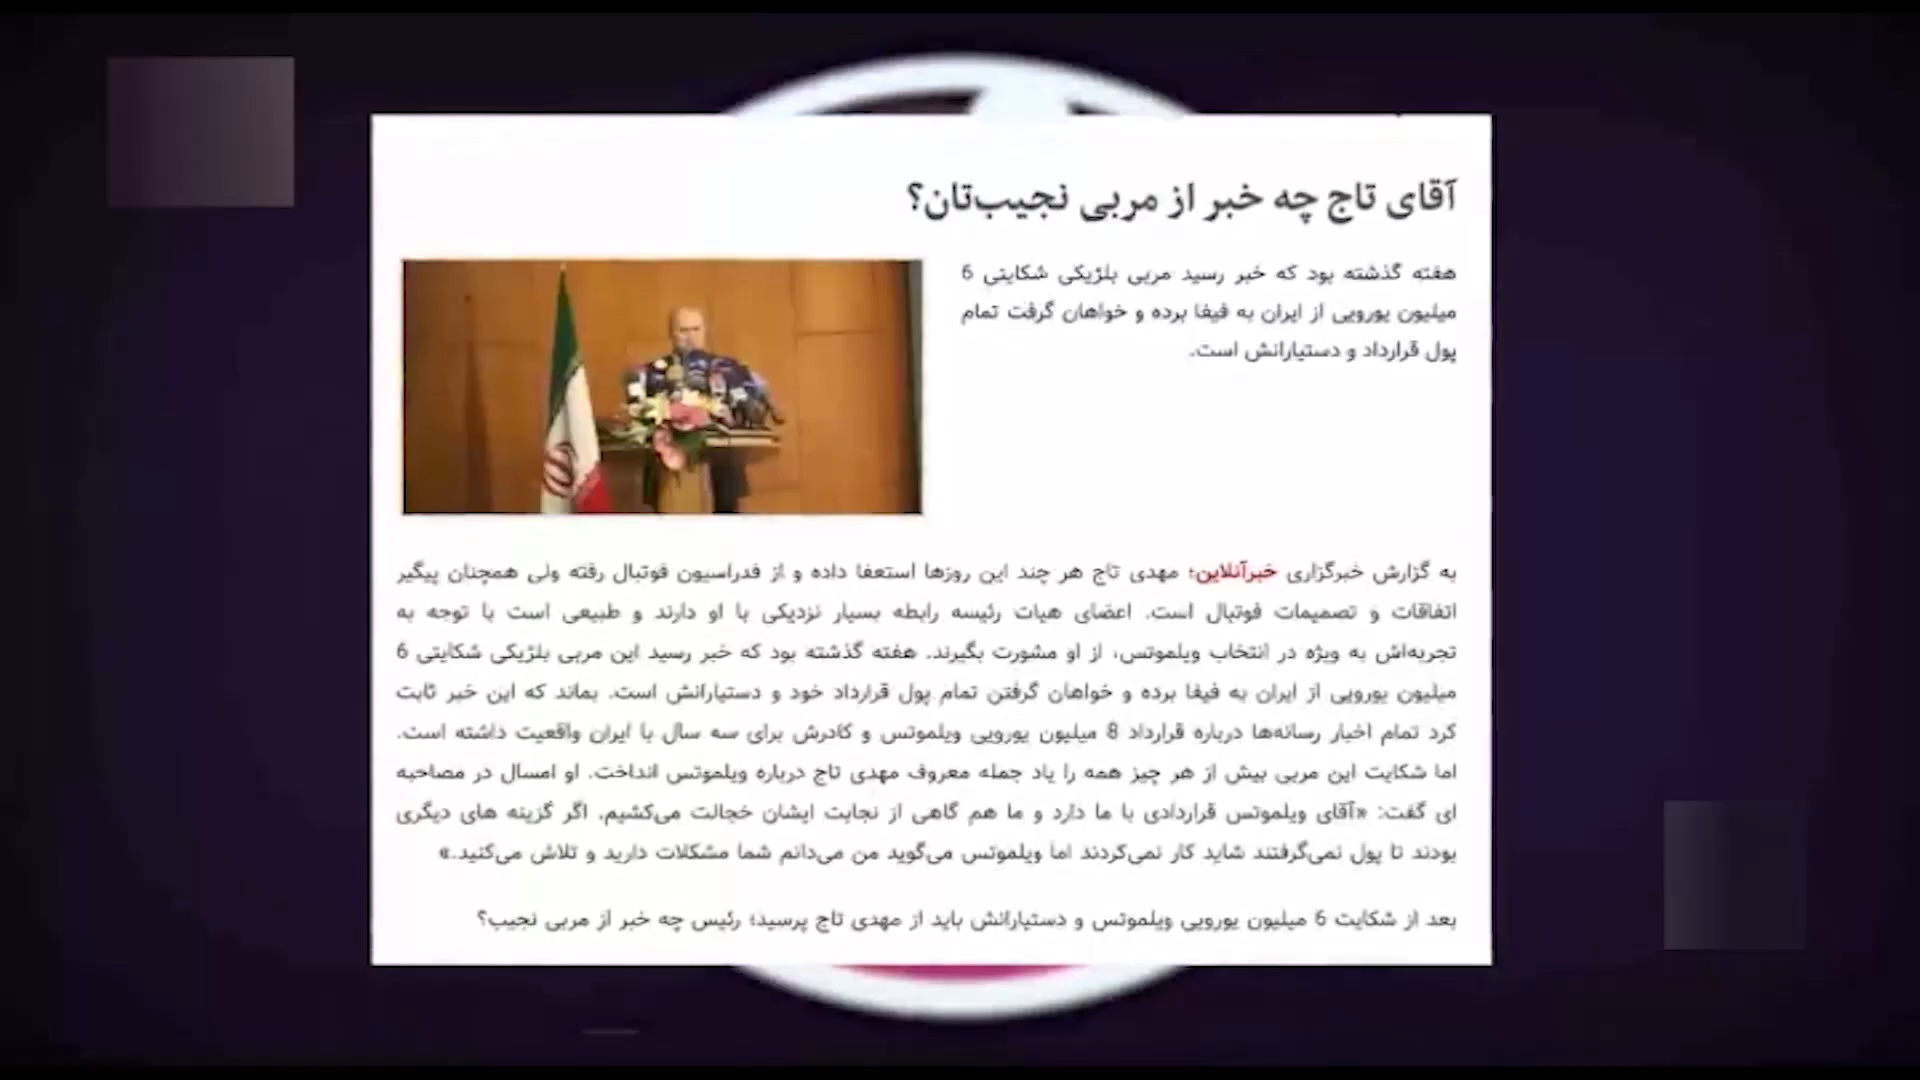 آقای تاج چه خبر از مربی نجیب‌تان؟
هفته گذشته بود که خبر رسید مربی بلژیکی شکایتی 6
میلیون یورویی از ایران به فیفا برده و خواهان گرفت تمام
پول قرارداد و دستیارانش است.
به گزارش خبرگزاری خبرآنلاین؛ مهدی تاج هر چند این روزها استعفا داده و از فدراسیون فوتبال رفته ولی همچنان پیگیر
اتفاقات و تصمیمات فوتبال است. اعضای هیات رئیسه رابطه بسیار نزدیکی با او دارند و طبیعی است با توجه به
تجربه‌اش به ویژه در انتخاب ویلموتس، از او مشورت بگیرند. هفته گذشته بود که خبر رسید این مربی بلژیکی شکایتی 6
میلیون یورویی از ایران به فیفا برده و خواهان گرفتن تمام پول قرارداد خود و دستیارانش است. بماند که این خبر ثابت
کرد تمام اخبار رسانه‌ها درباره قرارداد 8 میلیون یورویی ویلموتس و کادرش برای سه سال با ایران واقعیت داشته است.
اما شکایت این مربی بیش از هر چیز همه را یاد جمله معروف مهدی تاج درباره ویلموتس انداخت. او امسال در مصاحبه
ای گفت: «آقای ویلموتس قراردادی با ما دارد و ما هم گاهی از نجابت ایشان خجالت می‌کشیم. اگر گزینه های دیگری
بودند تا پول نمی‌گرفتند شاید کار نمی‌کردند اما ویلموتس می‌گوید من می‌دانم شما مشکلات دارید و تلاش می‌کنید.»
بعد از شکایت 6 میلیون یورویی ویلموتس و دستیارانش باید از مهدی تاج پرسید؛ رئیس چه خبر از مربی نجیب؟